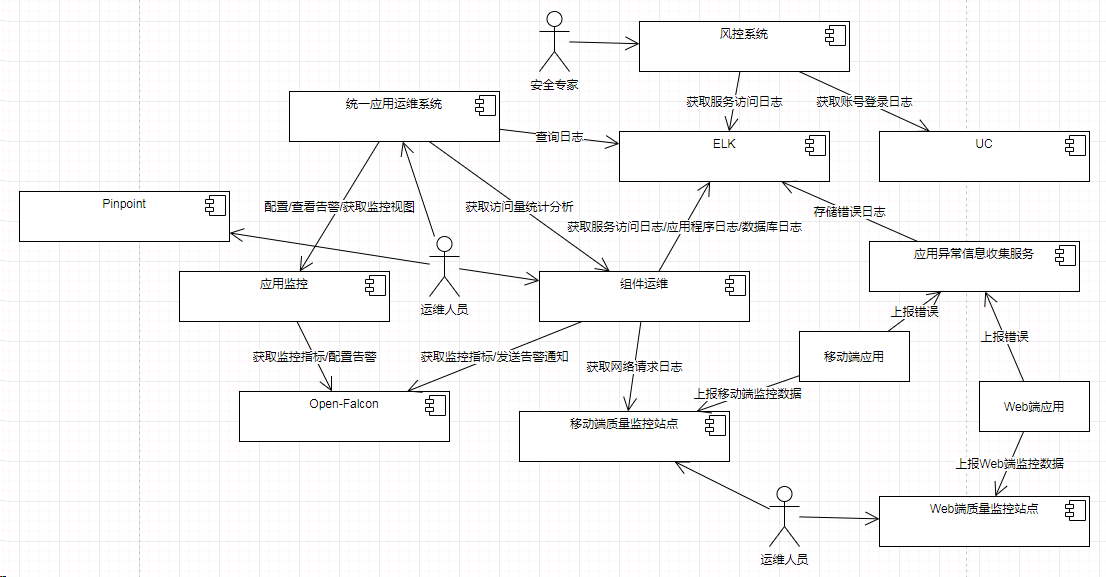 风控系统
安全专家
获取服务访问日志
获取账号登录日志
统一应用运维系统
查询日志
ELK
UC
Pinpoint
配置/查看告警/获取监控视图
获取访问量统计分析
存储错误日志
获取服务访问日志/应用程序日志/数据库日志
应用异常信息收集服务
应用监控
运维人员
组件运维
上报错误
上报错误
获取监控指标/配置告警
获取监控指标/发送告警通知
获取网络请求日志
移动端应用
上报移动端监控数据
Open-Falcon
Web端应用
移动端质量监控站点
上报Web端监控数据
Web端质量监控站点
运维人员